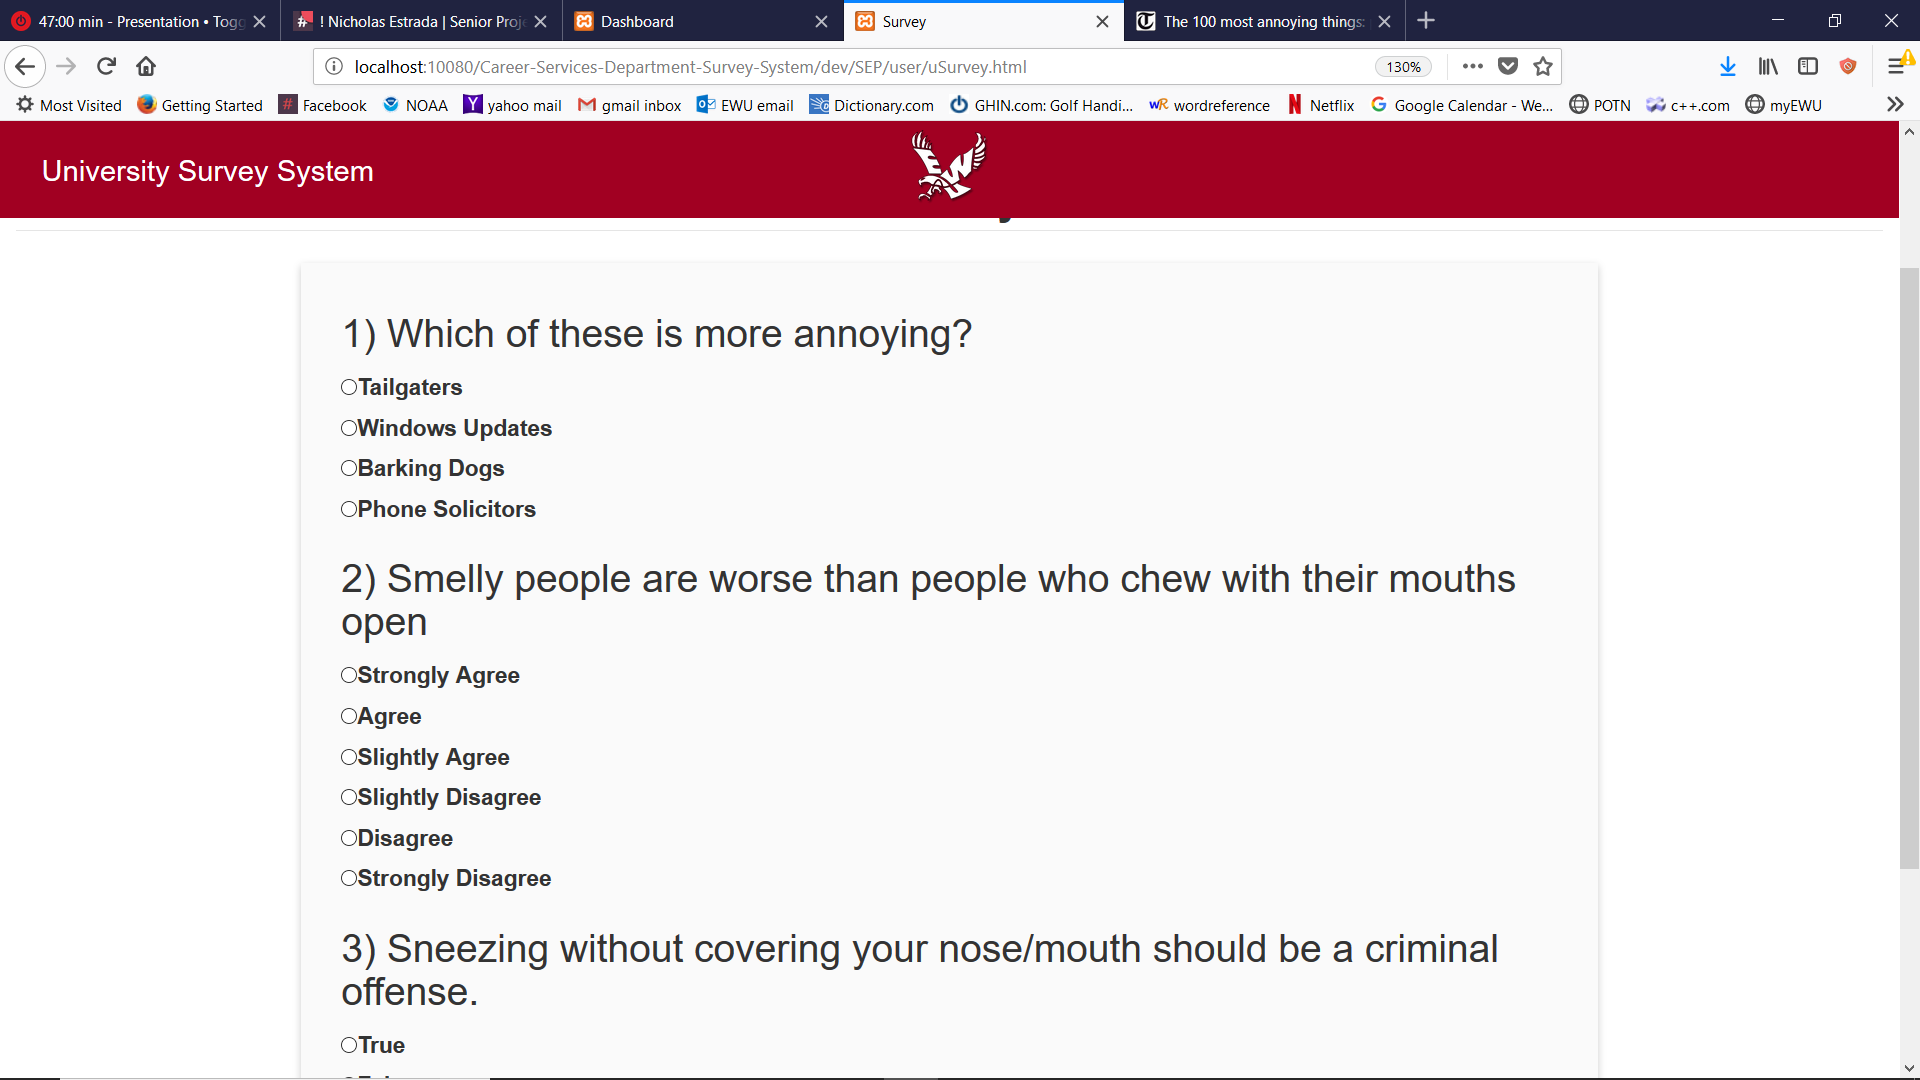 47:00 min - Presentation • Togg
! Nicholas Estrada | Senior Proje
Dashboard
Survey
The 100 most annoying things:
localhost:10080/Career-Services-Department-Survey-System/dev/SEP/user/uSurvey.html
130%
Most Visited
Getting Started
Facebook
NOAA
yahoo mail
gmail inbox
EWU email
Dictionary.com
GHIN.com: Golf Handi...
wordreference
Netflix
Google Calendar - We...
POTN
c++.com
myEWU
University Survey System
1) Which of these is more annoying?
Tailgaters
Windows Updates
Barking Dogs
Phone Solicitors
2) Smelly people are worse than people who chew with their mouths
open
Strongly Agree
Agree
Slightly Agree
Slightly Disagree
Disagree
Strongly Disagree
3) Sneezing without covering your nose/mouth should be a criminal
offense.
True